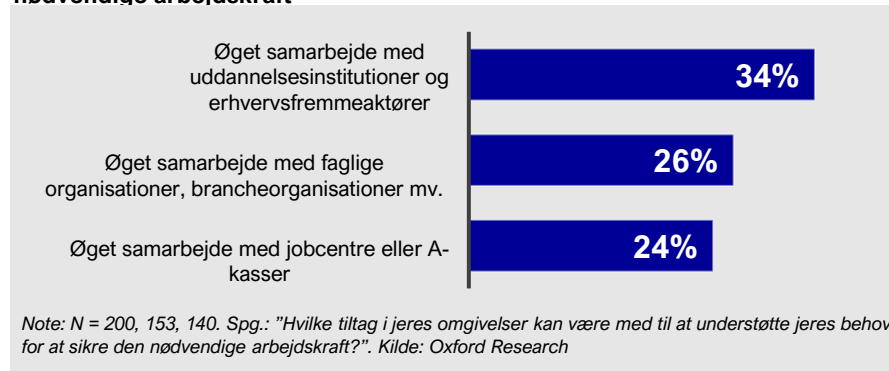 nødvendige arbejdskraft
Øget samarbejde med
uddannelsesinstitutioner og
erhvervsfremmeaktører
34%
Øget samarbejde med faglige
organisationer, brancheorganisationer mv.
26%
Øget samarbejde med jobcentre eller A-
kasser
24%
Note: N = 200, 153, 140. Spg.: ”Hvilke tiltag i jeres omgivelser kan være med til at understøtte jeres behov
for at sikre den nødvendige arbejdskraft?”. Kilde: Oxford Research